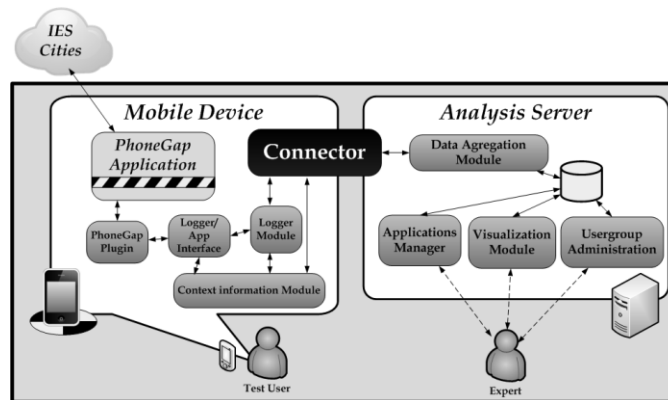 IES
Cities
Mobile Device
Analysis Server
PhoneGap
Application
Connector
Data Agregation
Module
PhoneGap
Plugin
Logger/
App
Interface
Logger
Module
Applications
Manager
Visualization
Module
Usergroup
Administration
Context information Module
Test User
Expert